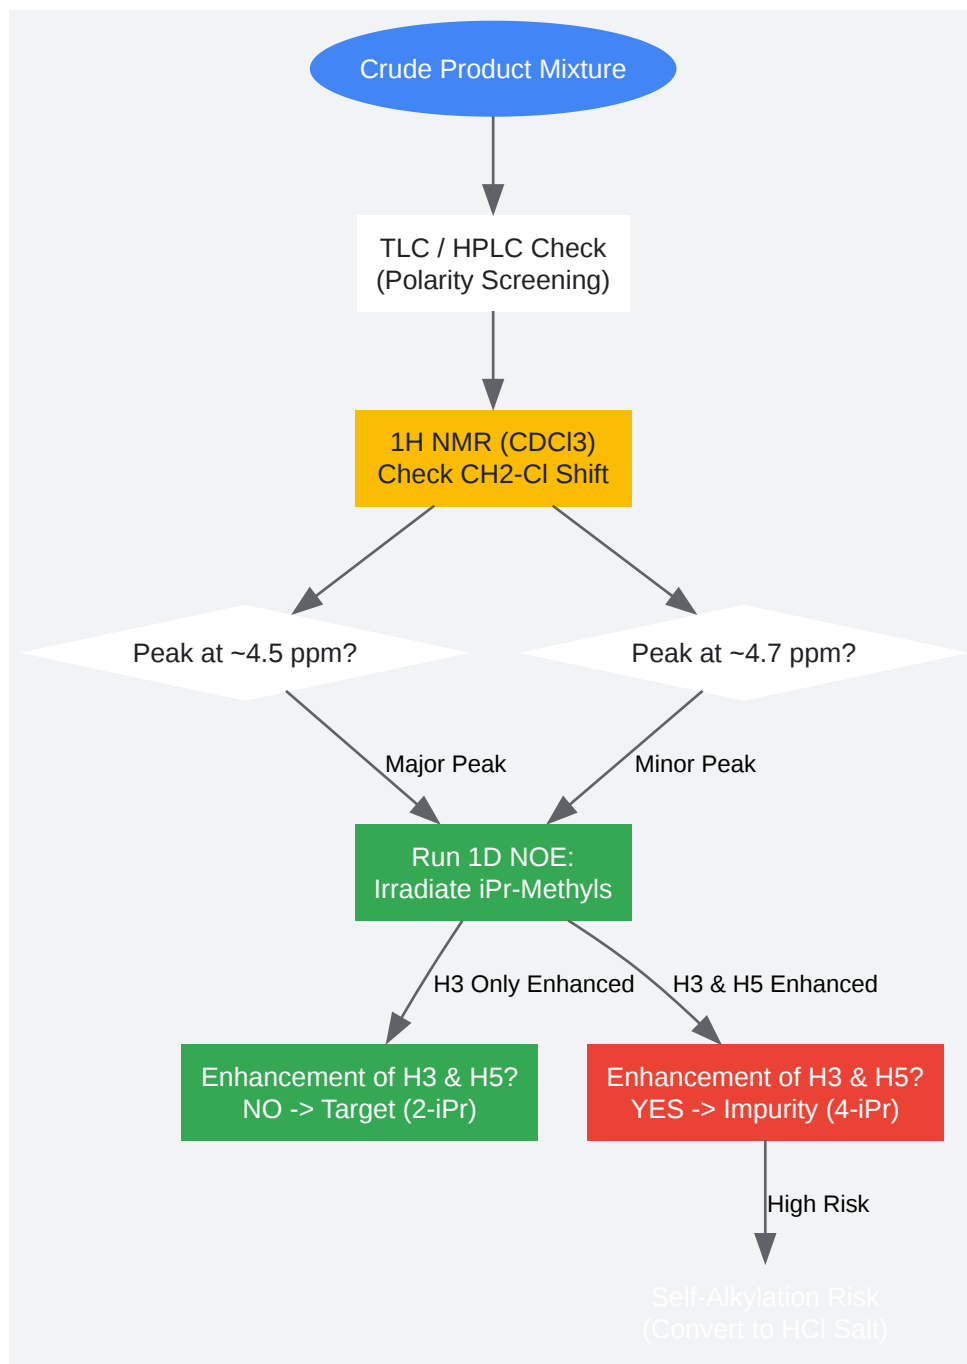 Crude Product Mixture
TLC / HPLC Check
(Polarity Screening)
1H NMR (CDCl3)
Check CH2-Cl Shift
Peak at ~4.5 ppm?
Peak at ~4.7 ppm?
Major Peak
Minor Peak
Run 1D NOE:
Irradiate iPr-Methyls
H3 Only Enhanced
H3 & H5 Enhanced
Enhancement of H3 & H5?
NO -> Target (2-iPr)
Enhancement of H3 & H5?
YES -> Impurity (4-iPr)
High Risk
Self-Alkylation Risk
(Convert to HCl Salt)